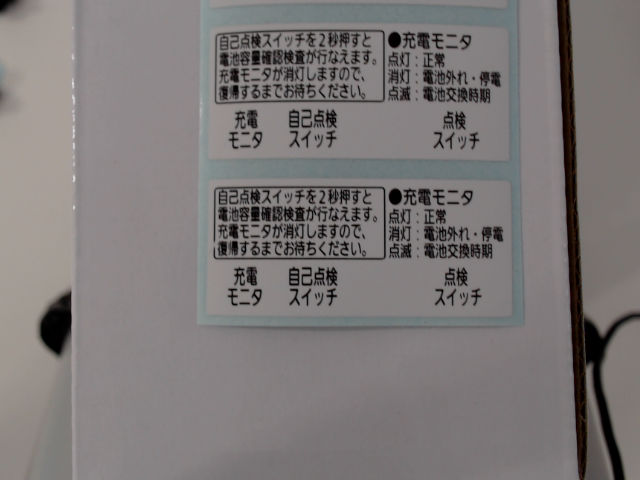 自己点検スイッチを2秒押すと
電池容量確認検査が行なえます。
充電モニタが消灯しますので、
復帰するまでお待ちください。
●充電モニタ
点灯：正常
消灯：電池外れ・停電
点滅：電池交換時期
充電 自己点検 点検
モニタ スイッチ スイッチ
自己点検スイッチを2秒押すと
電池容量確認検査が行なえます。
充電モニタが消灯しますので、
復帰するまでお待ちください。
●充電モニタ
点灯：正常
消灯：電池外れ・停電
点滅：電池交換時期
充電 自己点検 点検
モニタ スイッチ スイッチ